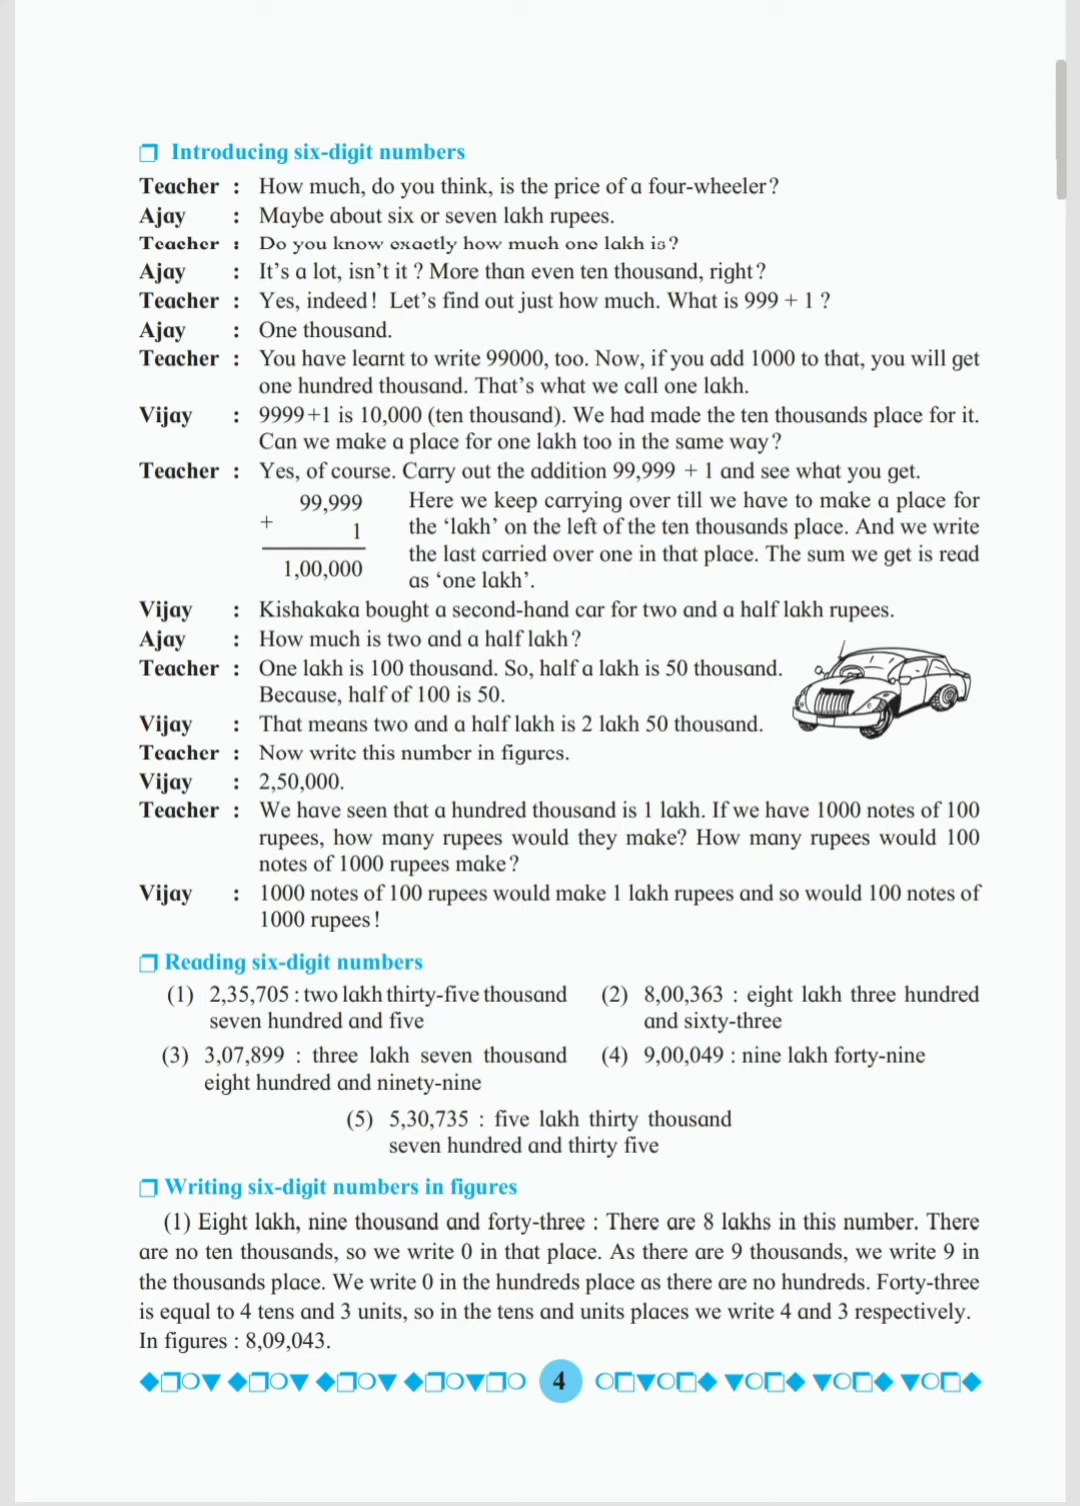 Introducing six-digit numbers
Teacher : How much, do you think, is the price of a four-wheeler?
Ajay : Maybe about six or seven lakh rupees.
Teacher : Do you know exactly how much one lakh is?
Ajay : It's a lot, isn't it ? More than even ten thousand, right?
Teacher : Yes, indeed! Let's find out just how much. What is 999 + 1 ?
Ajay : One thousand.
Teacher : You have learnt to write 99000, too. Now, if you add 1000 to that, you will get
one hundred thousand. That's what we call one lakh.
Vijay : 9999+1 is 10,000 (ten thousand). We had made the ten thousands place for it.
Can we make a place for one lakh too in the same way?
Teacher : Yes, of course. Carry out the addition 99,999 + 1 and see what you get.
99,999
+ 1
1,00,000
Here we keep carrying over till we have to make a place for
the 'lakh' on the left of the ten thousands place. And we write
the last carried over one in that place. The sum we get is read
as 'one lakh'.
Vijay : Kishakaka bought a second-hand car for two and a half lakh rupees.
Ajay : How much is two and a half lakh?
Teacher : One lakh is 100 thousand. So, half a lakh is 50 thousand.
Because, half of 100 is 50.
Vijay : That means two and a half lakh is 2 lakh 50 thousand.
Teacher : Now write this number in figures.
Vijay : 2,50,000.
Teacher : We have seen that a hundred thousand is 1 lakh. If we have 1000 notes of 100
rupees, how many rupees would they make? How many rupees would 100
notes of 1000 rupees make?
Vijay : 1000 notes of 100 rupees would make 1 lakh rupees and so would 100 notes of
1000 rupees!
Reading six-digit numbers
(1) 2,35,705 : two lakh thirty-five thousand
seven hundred and five
(2) 8,00,363 : eight lakh three hundred
and sixty-three
(3) 3,07,899 : three lakh seven thousand
eight hundred and ninety-nine
(4) 9,00,049 : nine lakh forty-nine
(5) 5,30,735 : five lakh thirty thousand
seven hundred and thirty five
Writing six-digit numbers in figures
(1) Eight lakh, nine thousand and forty-three : There are 8 lakhs in this number. There
are no ten thousands, so we write 0 in that place. As there are 9 thousands, we write 9 in
the thousands place. We write 0 in the hundreds place as there are no hundreds. Forty-three
is equal to 4 tens and 3 units, so in the tens and units places we write 4 and 3 respectively.
In figures : 8,09,043.
4